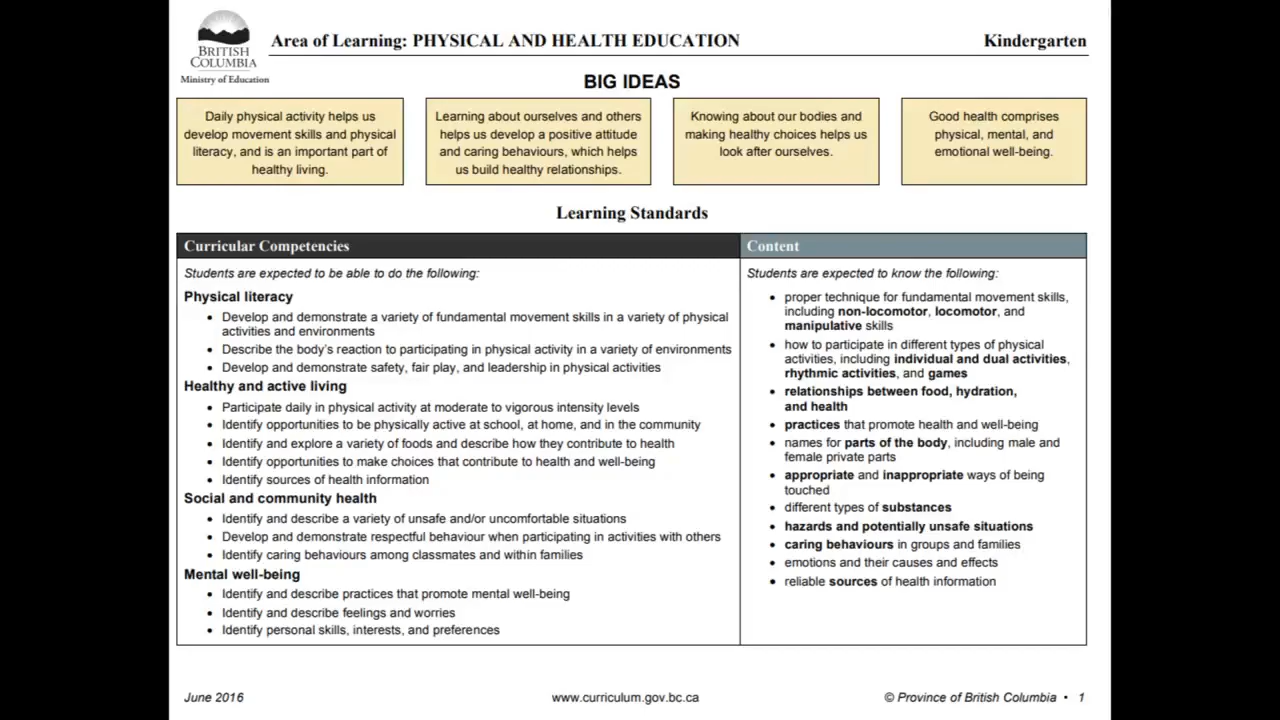 BRITISH
COLUMBIA
Ministry of Education
Area of Learning: PHYSICAL AND HEALTH EDUCATION
Kindergarten
BIG IDEAS
Daily physical activity helps us
develop movement skills and physical
literacy, and is an important part of
healthy living.
Learning about ourselves and others
helps us develop a positive attitude
and caring behaviours, which helps
us build healthy relationships.
Knowing about our bodies and
making healthy choices helps us
look after ourselves.
Good health comprises
physical, mental, and
emotional well-being.
Learning Standards
Curricular Competencies
Students are expected to be able to do the following:
Physical literacy
• Develop and demonstrate a variety of fundamental movement skills in a variety of physical
activities and environments
• Describe the body's reaction to participating in physical activity in a variety of environments
• Develop and demonstrate safety, fair play, and leadership in physical activities
Healthy and active living
• Participate daily in physical activity at moderate to vigorous intensity levels
• Identify opportunities to be physically active at school, at home, and in the community
• Identify and explore a variety of foods and describe how they contribute to health
• Identify opportunities to make choices that contribute to health and well-being
• Identify sources of health information
Social and community health
• Identify and describe a variety of unsafe and/or uncomfortable situations
• Develop and demonstrate respectful behaviour when participating in activities with others
• Identify caring behaviours among classmates and within families
Mental well-being
• Identify and describe practices that promote mental well-being
• Identify and describe feelings and worries
• Identify personal skills, interests, and preferences
Content
Students are expected to know the following:
• proper technique for fundamental movement skills,
including non-locomotor, locomotor, and
manipulative skills
• how to participate in different types of physical
activities, including individual and dual activities,
rhythmic activities, and games
• relationships between food, hydration,
and health
• practices that promote health and well-being
• names for parts of the body, including male and
female private parts
• appropriate and inappropriate ways of being
touched
• different types of substances
• hazards and potentially unsafe situations
• caring behaviours in groups and families
• emotions and their causes and effects
• reliable sources of health information
June 2016
www.curriculum.gov.bc.ca
© Province of British Columbia • 1